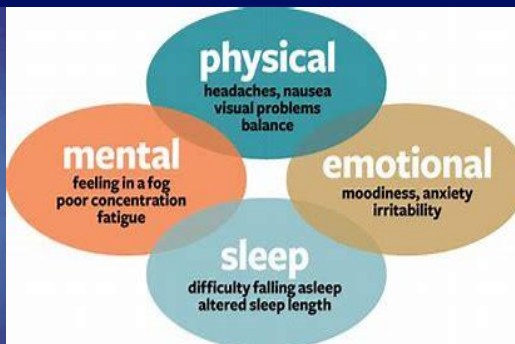 physical
headaches, nausea
visual problems
balance
mental
feeling in a fog
poor concentration
fatigue
emotional
moodiness, anxiety
irritability
sleep
difficulty falling asleep
altered sleep length